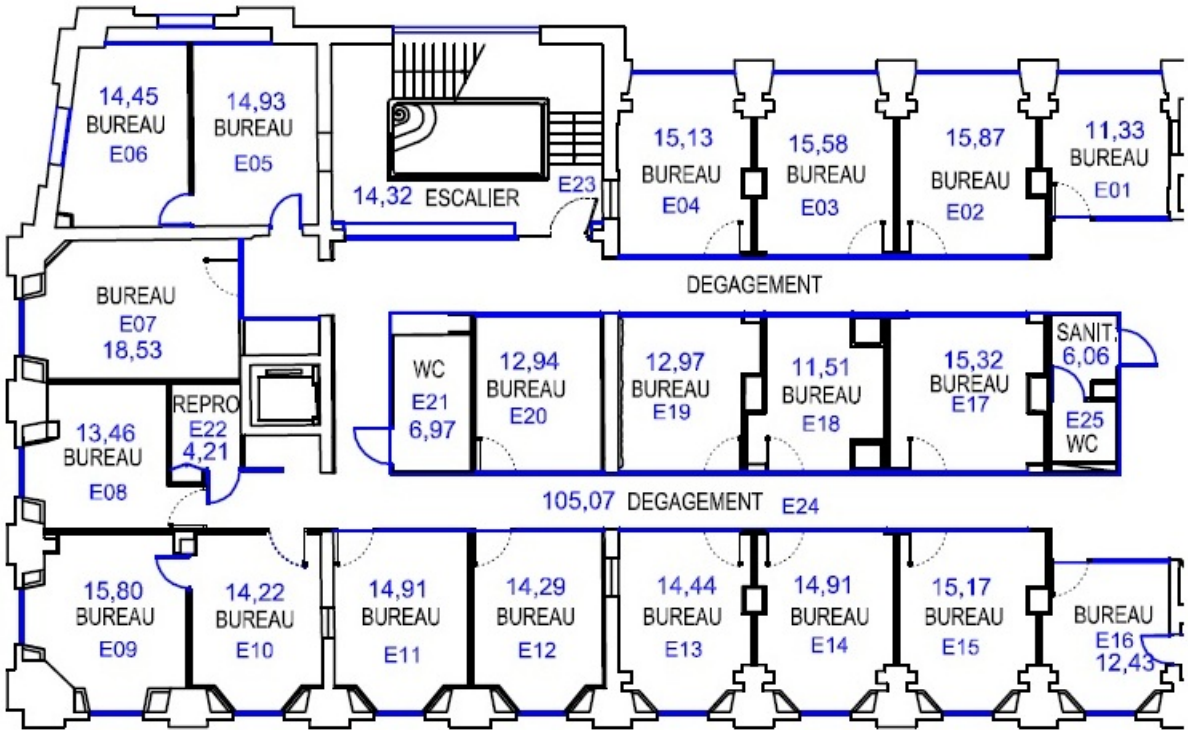 14,45
BUREAU
E06
14,93
BUREAU
E05
14,32 ESCALIER
E23
15,13
BUREAU
E04
15,58
BUREAU
E03
15,87
BUREAU
E02
11,33
BUREAU
E01
DEGAGEMENT
BUREAU
E07
18,53
WC
E21
6,97
12,94
BUREAU
E20
12,97
BUREAU
E19
11,51
BUREAU
E18
15,32
BUREAU
E17
SANIT.
6,06
E25
WC
13,46
BUREAU
E08
REPRO
E22
4,21
105,07 DEGAGEMENT E24
15,80
BUREAU
E09
14,22
BUREAU
E10
14,91
BUREAU
E11
14,29
BUREAU
E12
14,44
BUREAU
E13
14,91
BUREAU
E14
15,17
BUREAU
E15
BUREAU
E16
12,43